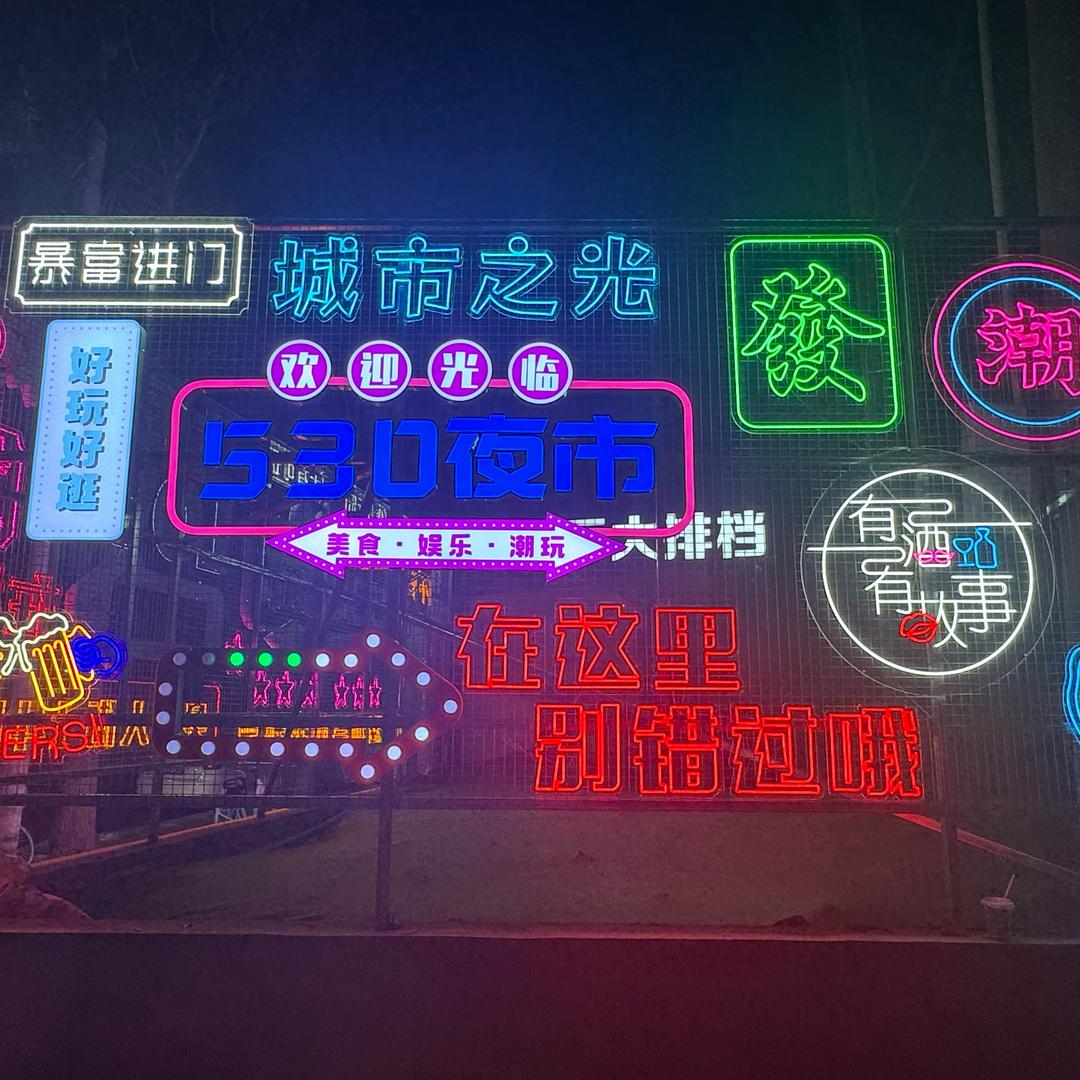 暴富进门
城市之光
發
潮
好玩好逛
欢迎光临
530夜市
美食·娱乐·潮玩
大排档
有酒
有故事
在这里
别错过哦
ERS!